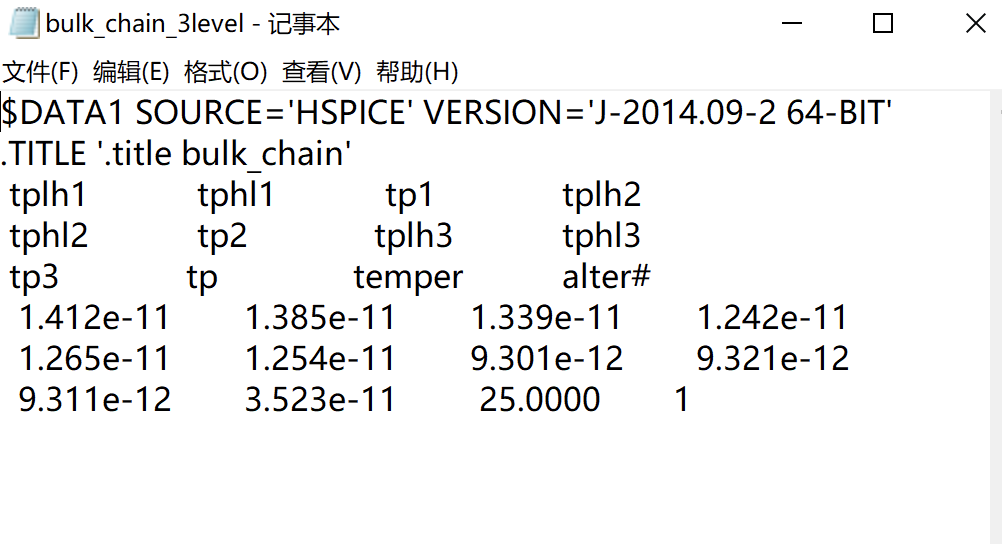 bulk_chain_3level - 记事本
文件(F) 编辑(E) 格式(O) 查看(V) 帮助(H)
$DATA1 SOURCE='HSPICE' VERSION='J-2014.09-2 64-BIT'
.TITLE '.title bulk_chain'
tplh1 tphl1 tp1 tplh2
tphl2 tp2 tplh3 tphl3
tp3 tp temper alter#
1.412e-11 1.385e-11 1.339e-11 1.242e-11
1.265e-11 1.254e-11 9.301e-12 9.321e-12
9.311e-12 3.523e-11 25.0000 1